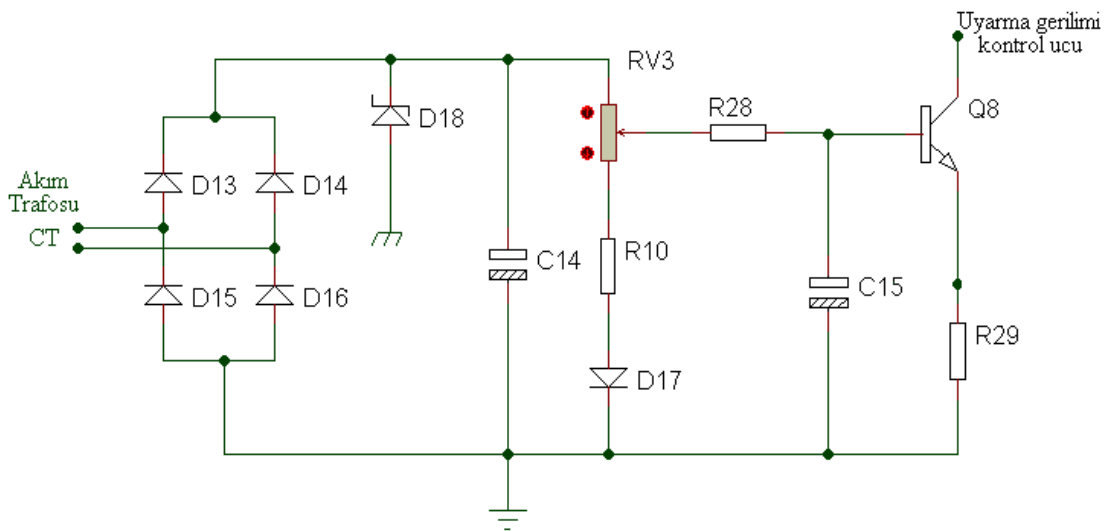 Uyarma gerilimi
kontrol ucu
RV3
R28
Q8
D18
D13
D14
Akım
Trafosu
CT
R10
C14
C15
D15
D16
R29
D17